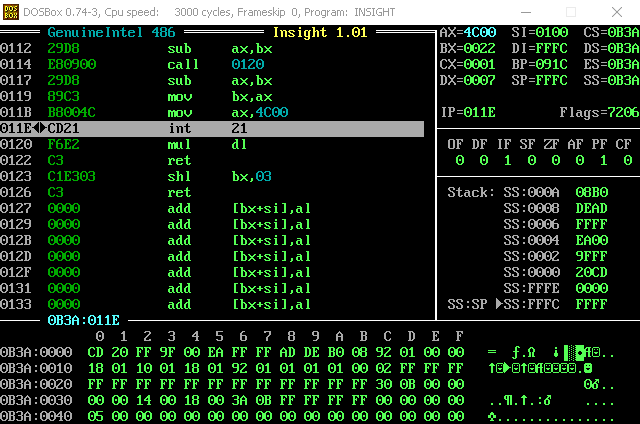 DOSBox 0.74-3, Cpu speed: 3000 cycles, Frameskip 0, Program: INSIGHT
GenuineIntel 486 Insight 1.01
0112 29D8 sub ax,bx
0114 E80900 call 0120
0117 29D8 sub ax,bx
0119 89C3 mov bx,ax
011B B8004C mov ax,4C00
011E CD21 int 21
0120 F6E2 mul dl
0122 C3 ret
0123 C1E303 shl bx,03
0126 C3 ret
0127 0000 add [bx+si],al
0129 0000 add [bx+si],al
012B 0000 add [bx+si],al
012D 0000 add [bx+si],al
012F 0000 add [bx+si],al
0131 0000 add [bx+si],al
0133 0000 add [bx+si],al
AX=4C00 SI=0100 CS=0B3A
BX=0022 DI=FFFC DS=0B3A
CX=0001 BP=091C ES=0B3A
DX=0007 SP=FFFC SS=0B3A
IP=011E Flags=7206
OF DF IF SF ZF AF PF CF
0 0 1 0 0 0 1 0
Stack: SS:000A 08B0
SS:0008 DEAD
SS:0006 FFFF
SS:0004 EA00
SS:0002 9FFF
SS:0000 20CD
SS:FFFE 0000
SS:SP SS:FFFC FFFF
0B3A:011E
0 1 2 3 4 5 6 7 8 9 A B C D E F
0B3A:0000 CD 20 FF 9F 00 EA FF FF AD DE B0 08 92 01 00 00
0B3A:0010 18 01 10 01 18 01 92 01 01 01 01 00 02 FF FF FF
0B3A:0020 FF FF FF FF FF FF FF FF FF FF FF FF 30 0B 00 00
0B3A:0030 00 00 14 00 18 00 3A 0B FF FF FF FF 00 00 00 00
0B3A:0040 05 00 00 00 00 00 00 00 00 00 00 00 00 00 00 00